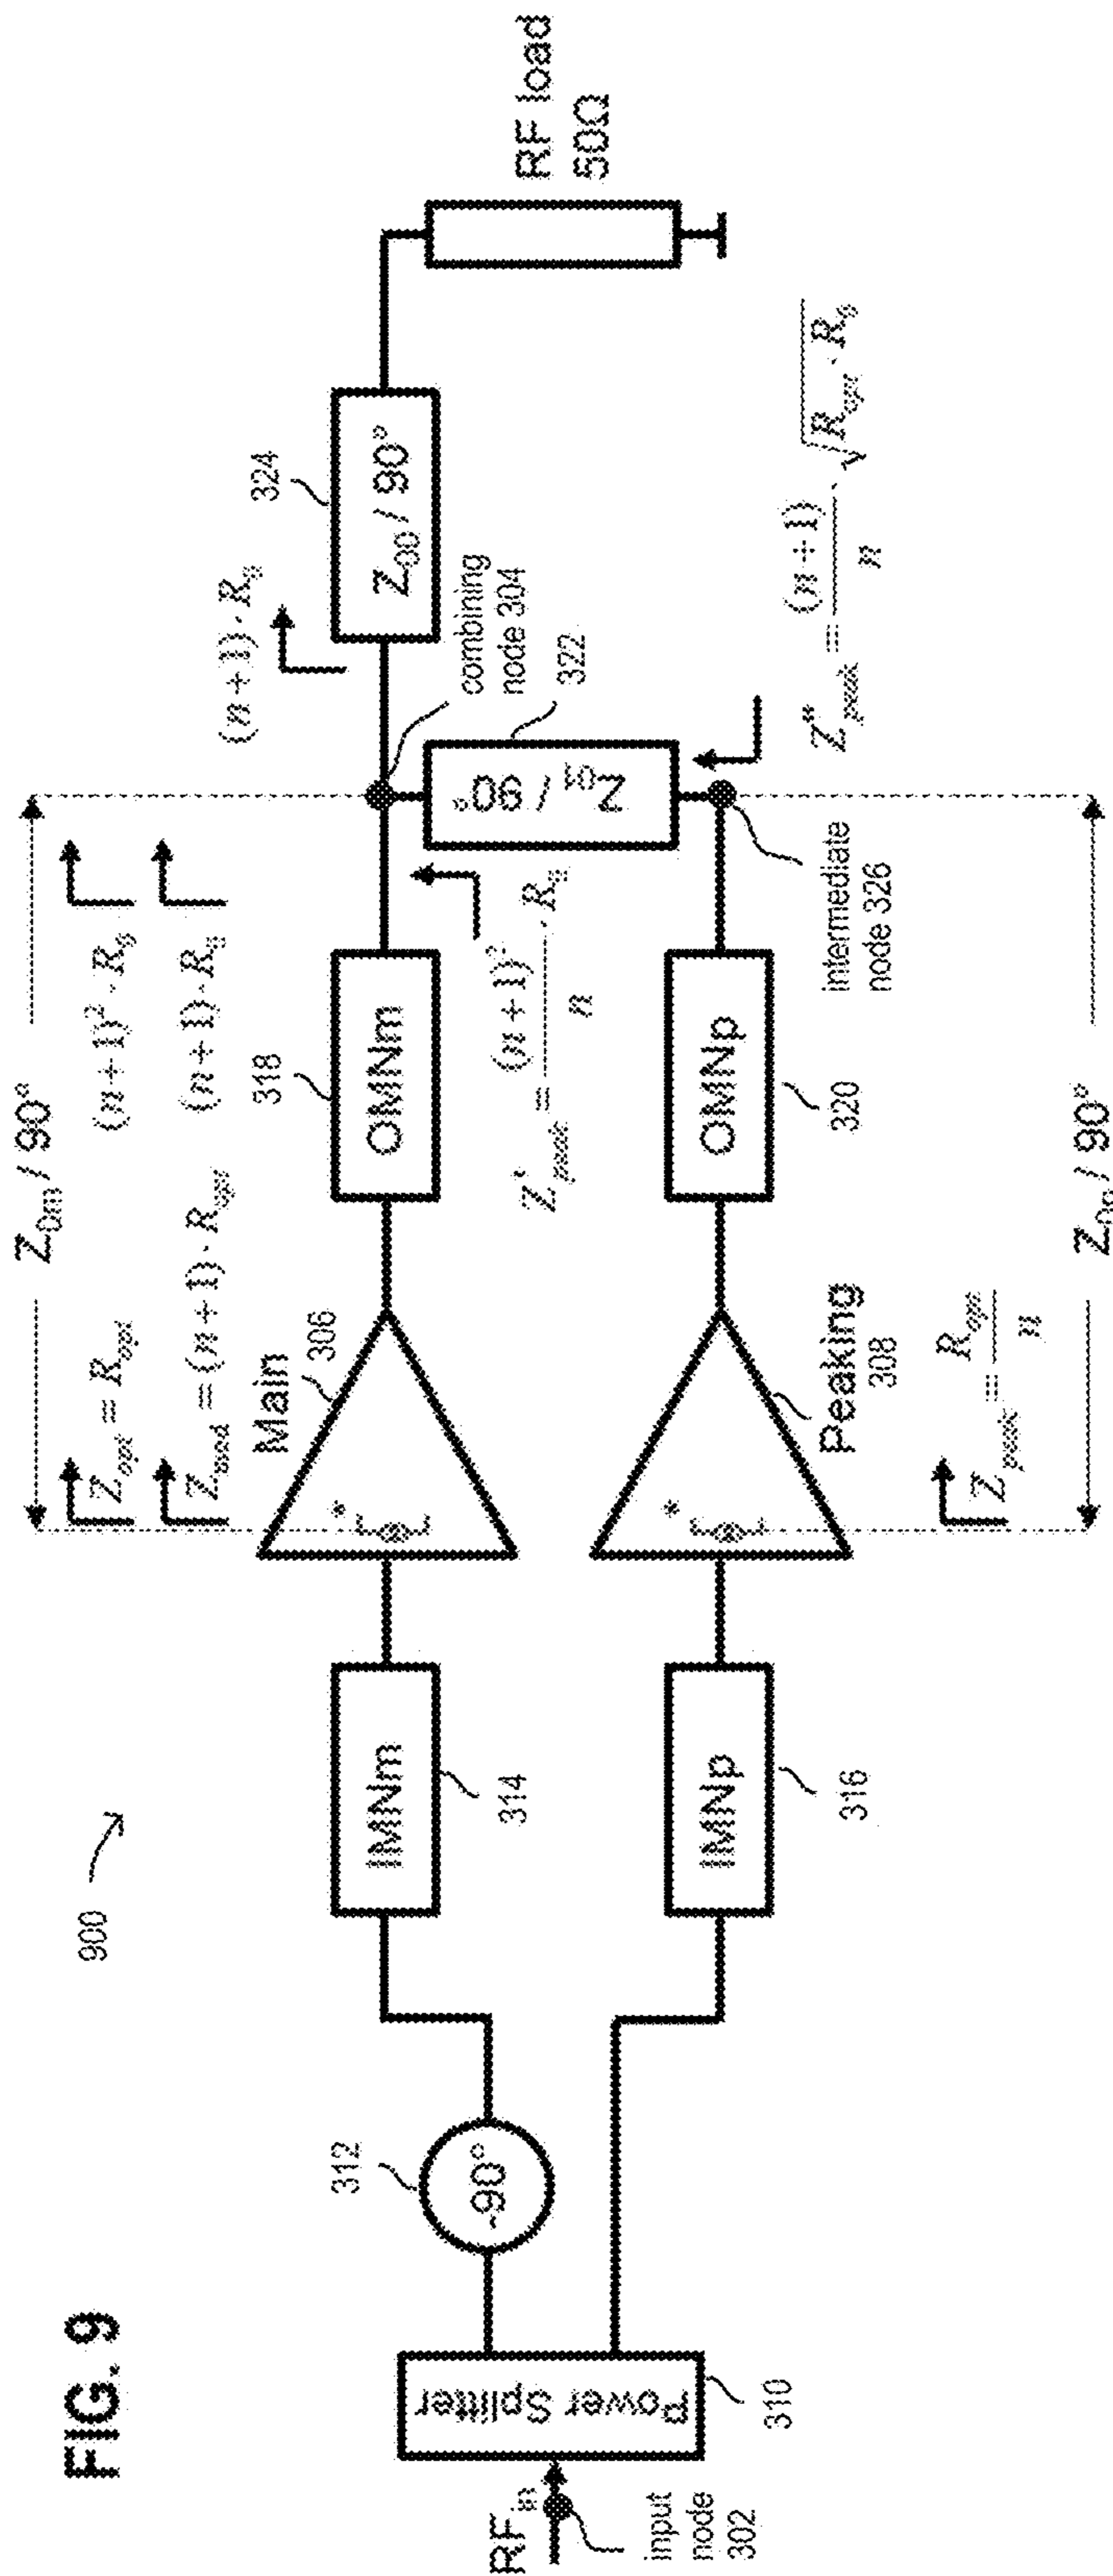 FIG. 9
900
RF_in
input
node
302
Power Splitter
310
312
-90°
IMNm
314
IMNp
316
Main
306
Peaking
308
*
*
Z_0m / 90°
Z_opt = R_opt
(n+1)² · R_0
Z_mod = (n+1) · R_opt
(n+1) · R_0
318
OMNm
Z'_peak = (n+1)² / n · R_0
OMNp
320
(n+1) · R_0
combining
node 304
324
Z_00 / 90°
RF load
50Ω
322
/ 90°
intermediate
node 326
Z''_peak = (n+1) / n · √(R_opt · R_0)
Z_peak = R_opt / n
Z_0p / 90°